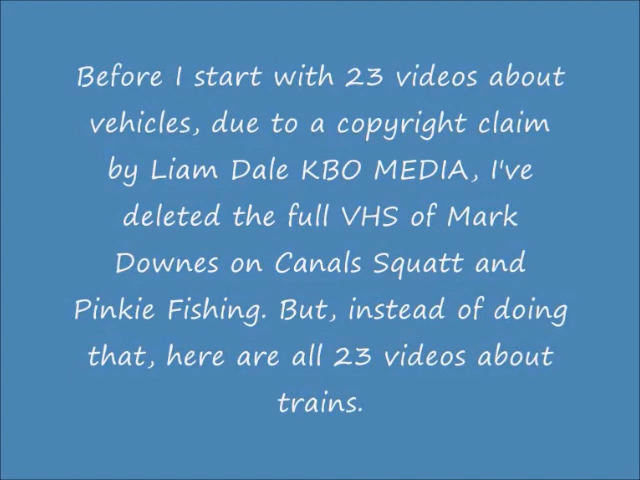 Before I start with 23 videos about
vehicles, due to a copyright claim
by Liam Dale KBO MEDIA, I've
deleted the full VHS of Mark
Downes on Canals Squatt and
Pinkie Fishing. But, instead of doing
that, here are all 23 videos about
trains.